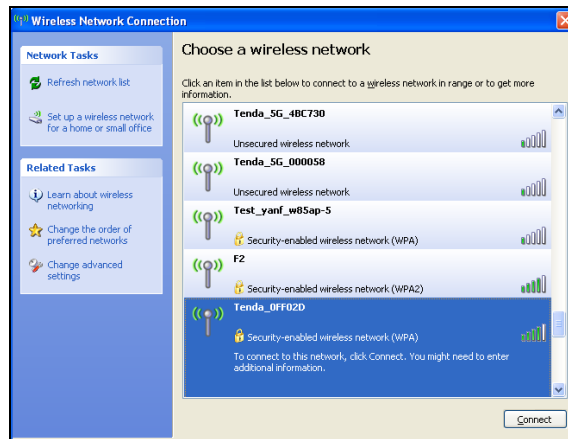 Wireless Network Connection
Network Tasks
Refresh network list
Set up a wireless network
for a home or small office
Related Tasks
Learn about wireless
networking
Change the order of
preferred networks
Change advanced
settings
Choose a wireless network
Click an item in the list below to connect to a wireless network in range or to get more
information.
Tenda_5G_4BC730
Unsecured wireless network
Tenda_5G_000058
Unsecured wireless network
Test_yanf_w85ap-5
Security-enabled wireless network (WPA)
F2
Security-enabled wireless network (WPA2)
Tenda_0FF02D
Security-enabled wireless network (WPA)
To connect to this network, click Connect. You might need to enter
additional information.
Connect